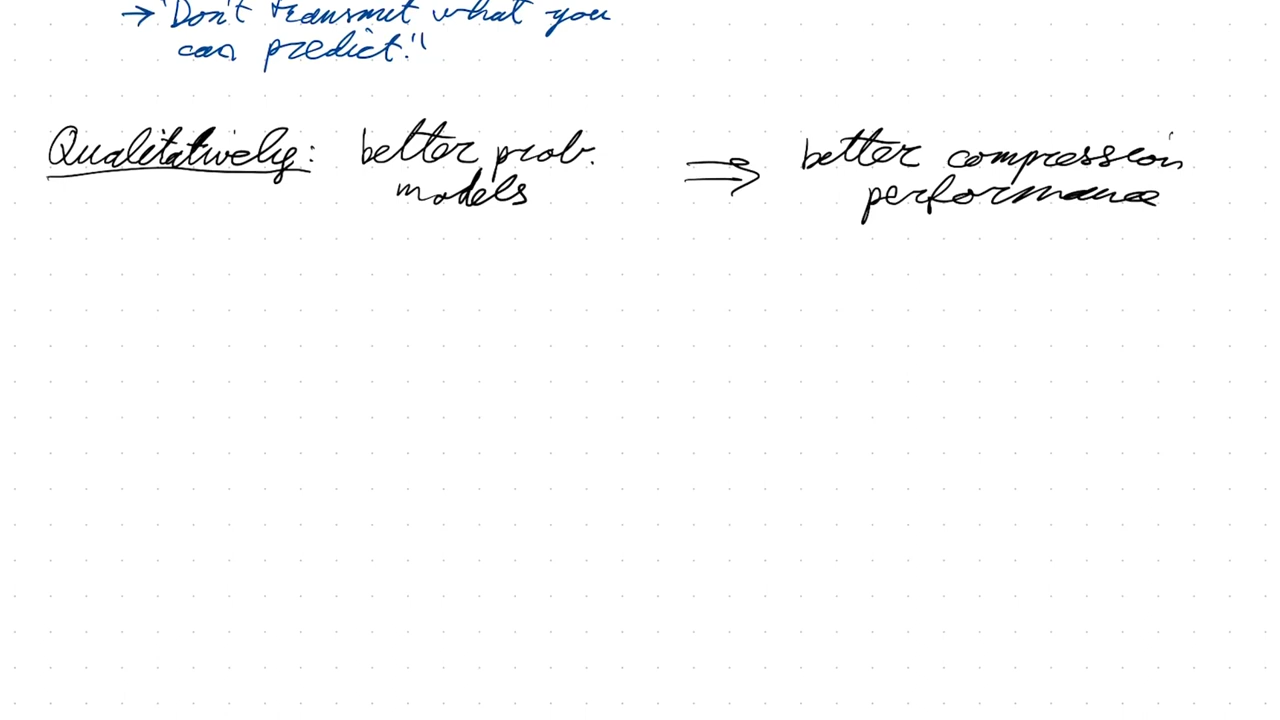 → "Don't transmit what you
can predict."
Qualitatively: better prob. models ⇒ better compression performance